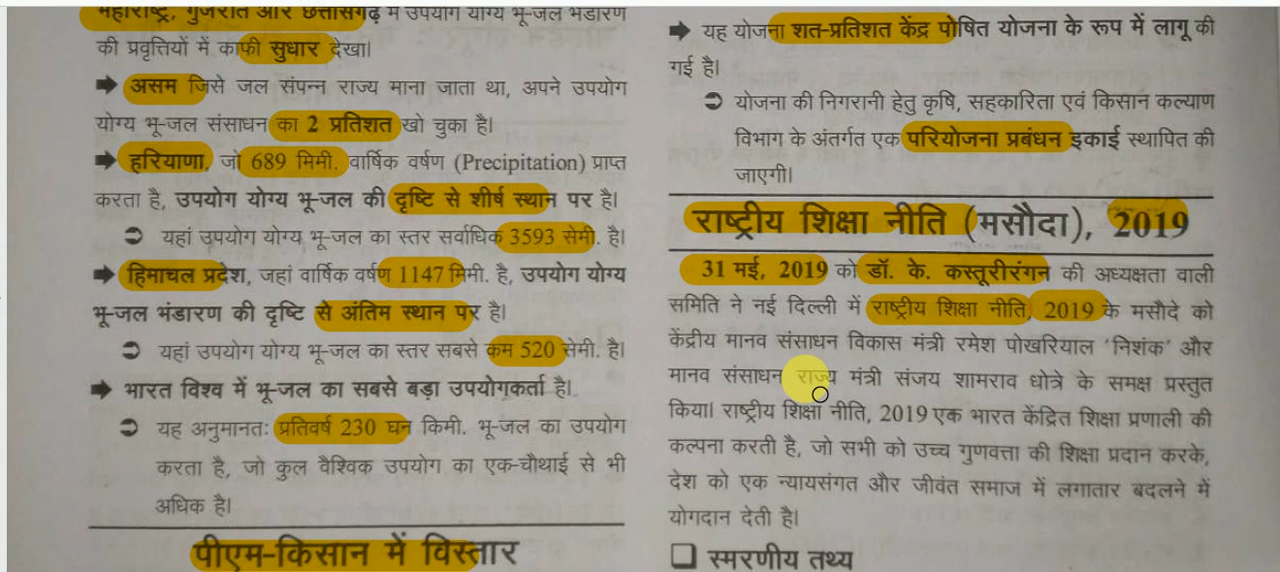 महाराष्ट्र, गुजरात और छत्तीसगढ़ में उपयोग योग्य भू-जल भंडारण
की प्रवृत्तियों में काफी सुधार देखा।
➡ असम जिसे जल संपन्न राज्य माना जाता था, अपने उपयोग
योग्य भू-जल संसाधन का 2 प्रतिशत खो चुका है।
➡ हरियाणा, जो 689 मिमी. वार्षिक वर्षण (Precipitation) प्राप्त
करता है, उपयोग योग्य भू-जल की दृष्टि से शीर्ष स्थान पर है।
➲ यहां उपयोग योग्य भू-जल का स्तर सर्वाधिक 3593 सेमी. है।
➡ हिमाचल प्रदेश, जहां वार्षिक वर्षण 1147 मिमी. है, उपयोग योग्य
भू-जल भंडारण की दृष्टि से अंतिम स्थान पर है।
➲ यहां उपयोग योग्य भू-जल का स्तर सबसे कम 520 सेमी. है।
➡ भारत विश्व में भू-जल का सबसे बड़ा उपयोगकर्ता है।
➲ यह अनुमानतः प्रतिवर्ष 230 घन किमी. भू-जल का उपयोग
करता है, जो कुल वैश्विक उपयोग का एक-चौथाई से भी
अधिक है।
पीएम-किसान में विस्तार
➡ यह योजना शत-प्रतिशत केंद्र पोषित योजना के रूप में लागू की
गई है।
➲ योजना की निगरानी हेतु कृषि, सहकारिता एवं किसान कल्याण
विभाग के अंतर्गत एक परियोजना प्रबंधन इकाई स्थापित की
जाएगी।
राष्ट्रीय शिक्षा नीति (मसौदा), 2019
31 मई, 2019 को डॉ. के. कस्तूरीरंगन की अध्यक्षता वाली
समिति ने नई दिल्ली में राष्ट्रीय शिक्षा नीति, 2019 के मसौदे को
केंद्रीय मानव संसाधन विकास मंत्री रमेश पोखरियाल ‘निशंक’ और
मानव संसाधन राज्य मंत्री संजय शामराव धोत्रे के समक्ष प्रस्तुत
किया। राष्ट्रीय शिक्षा नीति, 2019 एक भारत केंद्रित शिक्षा प्रणाली की
कल्पना करती है, जो सभी को उच्च गुणवत्ता की शिक्षा प्रदान करके,
देश को एक न्यायसंगत और जीवंत समाज में लगातार बदलने में
योगदान देती है।
❑ स्मरणीय तथ्य